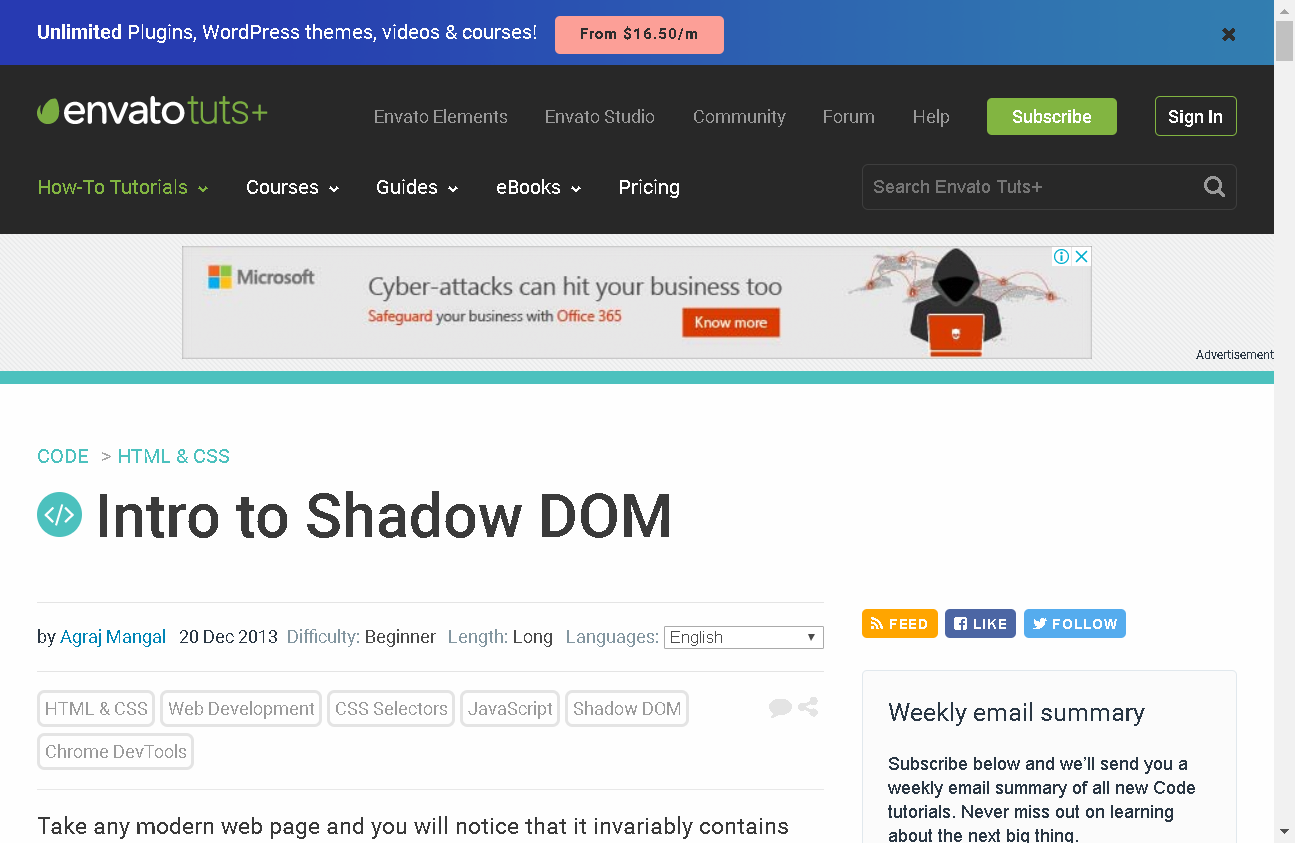 Unlimited Plugins, WordPress themes, videos & courses! From $16.50/m
envatotuts+
Envato Elements Envato Studio Community Forum Help Subscribe Sign In
How-To Tutorials Courses Guides eBooks Pricing Search Envato Tuts+
Microsoft
Cyber-attacks can hit your business too
Safeguard your business with Office 365
Know more
Advertisement
CODE > HTML & CSS
</> Intro to Shadow DOM
by Agraj Mangal 20 Dec 2013 Difficulty: Beginner Length: Long Languages: English
FEED LIKE FOLLOW
HTML & CSS Web Development CSS Selectors JavaScript Shadow DOM
Chrome DevTools
Take any modern web page and you will notice that it invariably contains
Weekly email summary
Subscribe below and we’ll send you a
weekly email summary of all new Code
tutorials. Never miss out on learning
about the next big thing.